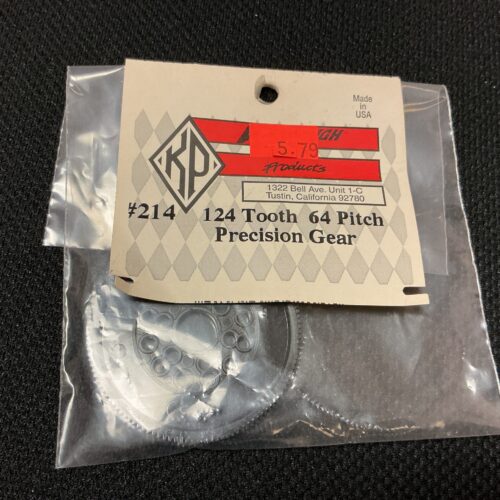 Made
in
USA
KP
5.79
Products
1322 Bell Ave. Unit 1-C
Tustin, California 92780
#214 124 Tooth 64 Pitch
Precision Gear